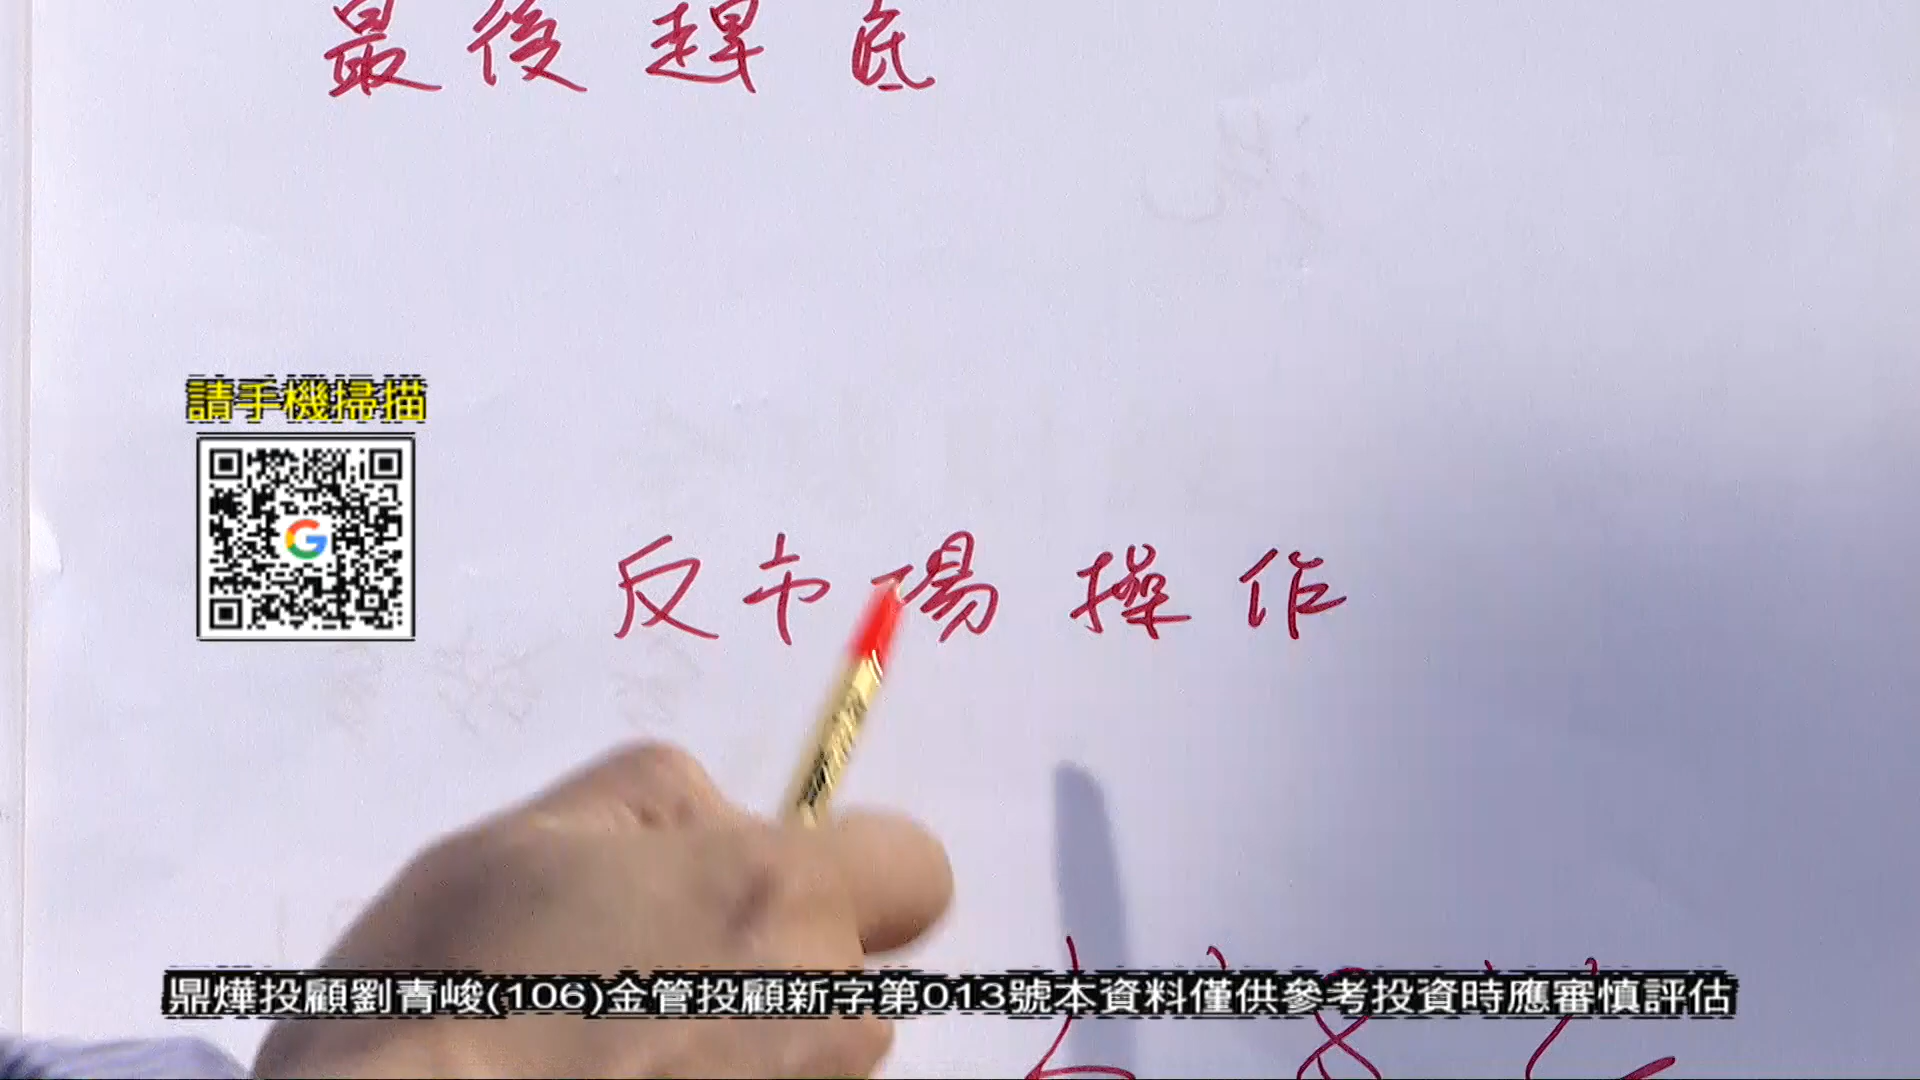 最後趕底
請手機掃描
反市場操作
鼎燁投顧劉青峻(106)金管投顧新字第013號本資料僅供參考投資時應審慎評估